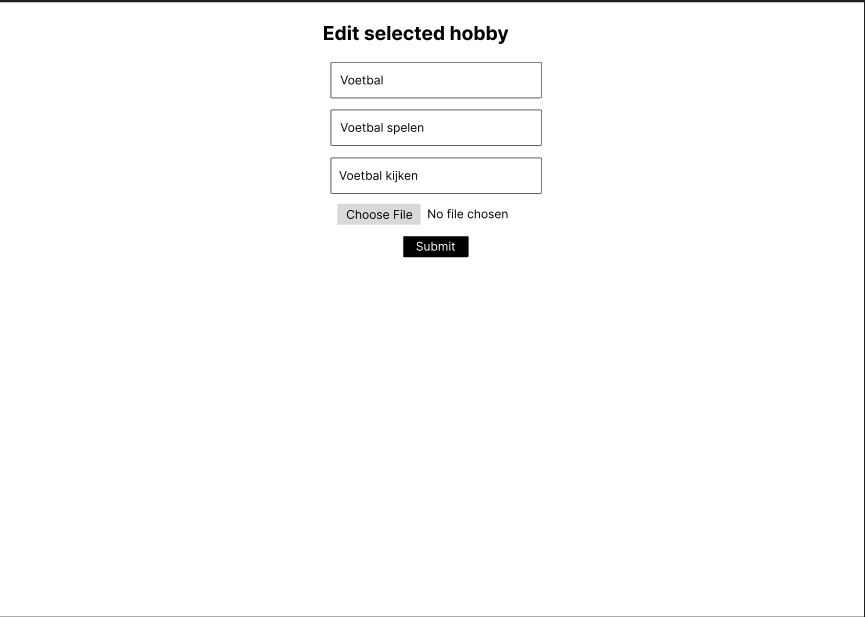 Edit selected hobby
Voetbal
Voetbal spelen
Voetbal kijken
Choose File No file chosen
Submit